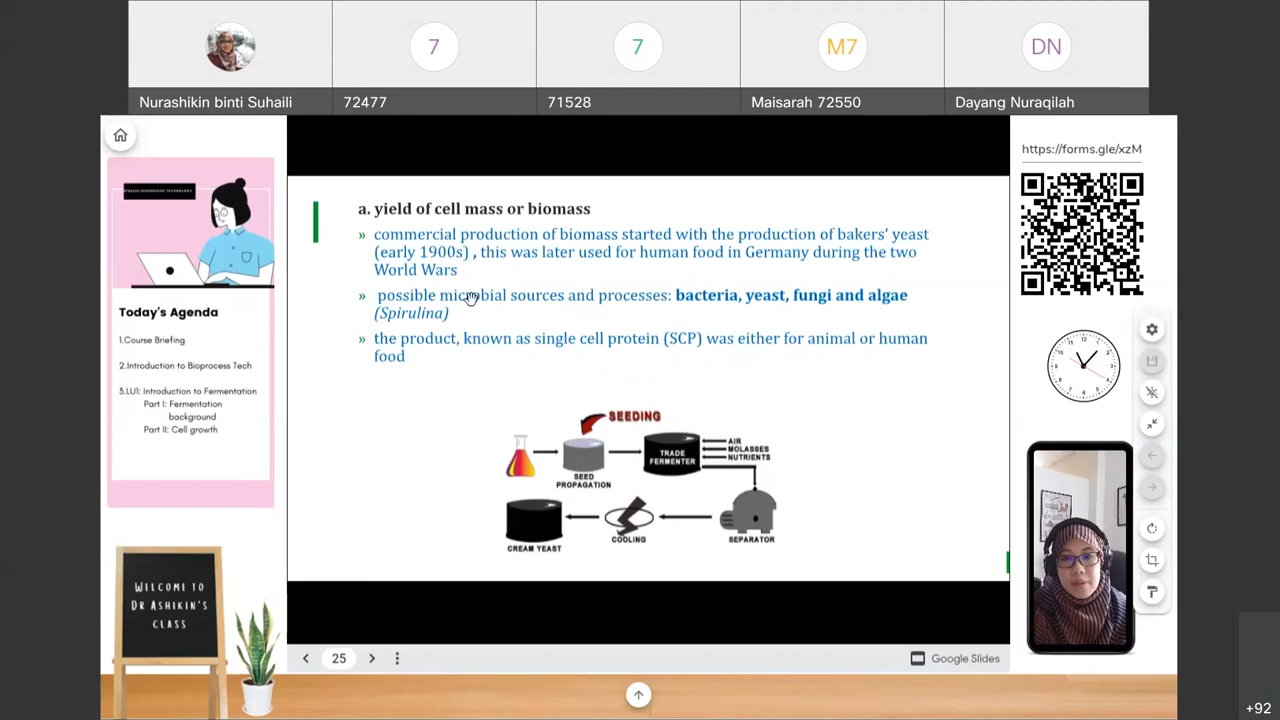 7
7
M7
DN
Nurashikin binti Suhaili
72477
71528
Maisarah 72550
Dayang Nuraqilah
Today's Agenda
1.Course Briefing
2.Introduction to Bioprocess Tech
3.LU1: Introduction to Fermentation
Part I: Fermentation
background
Part II: Cell growth
WELCOME TO
DR ASHIKIN'S
CLASS
a. yield of cell mass or biomass
» commercial production of biomass started with the production of bakers‘ yeast
(early 1900s) , this was later used for human food in Germany during the two
World Wars
» possible microbial sources and processes: bacteria, yeast, fungi and algae
(Spirulina)
» the product, known as single cell protein (SCP) was either for animal or human
food
SEEDING
SEED
PROPAGATION
TRADE
FERMENTER
AIR
MOLASSES
NUTRIENTS
CREAM YEAST
COOLING
SEPARATOR
25
Google Slides
https://forms.gle/xzM
+92